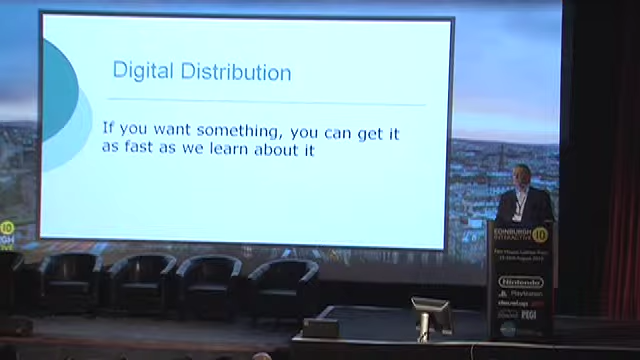 Digital Distribution
If you want something, you can get it
as fast as we learn about it
10
EDINBURGH
INTERACTIVE 10
Nintendo
PlayStation
PEGI